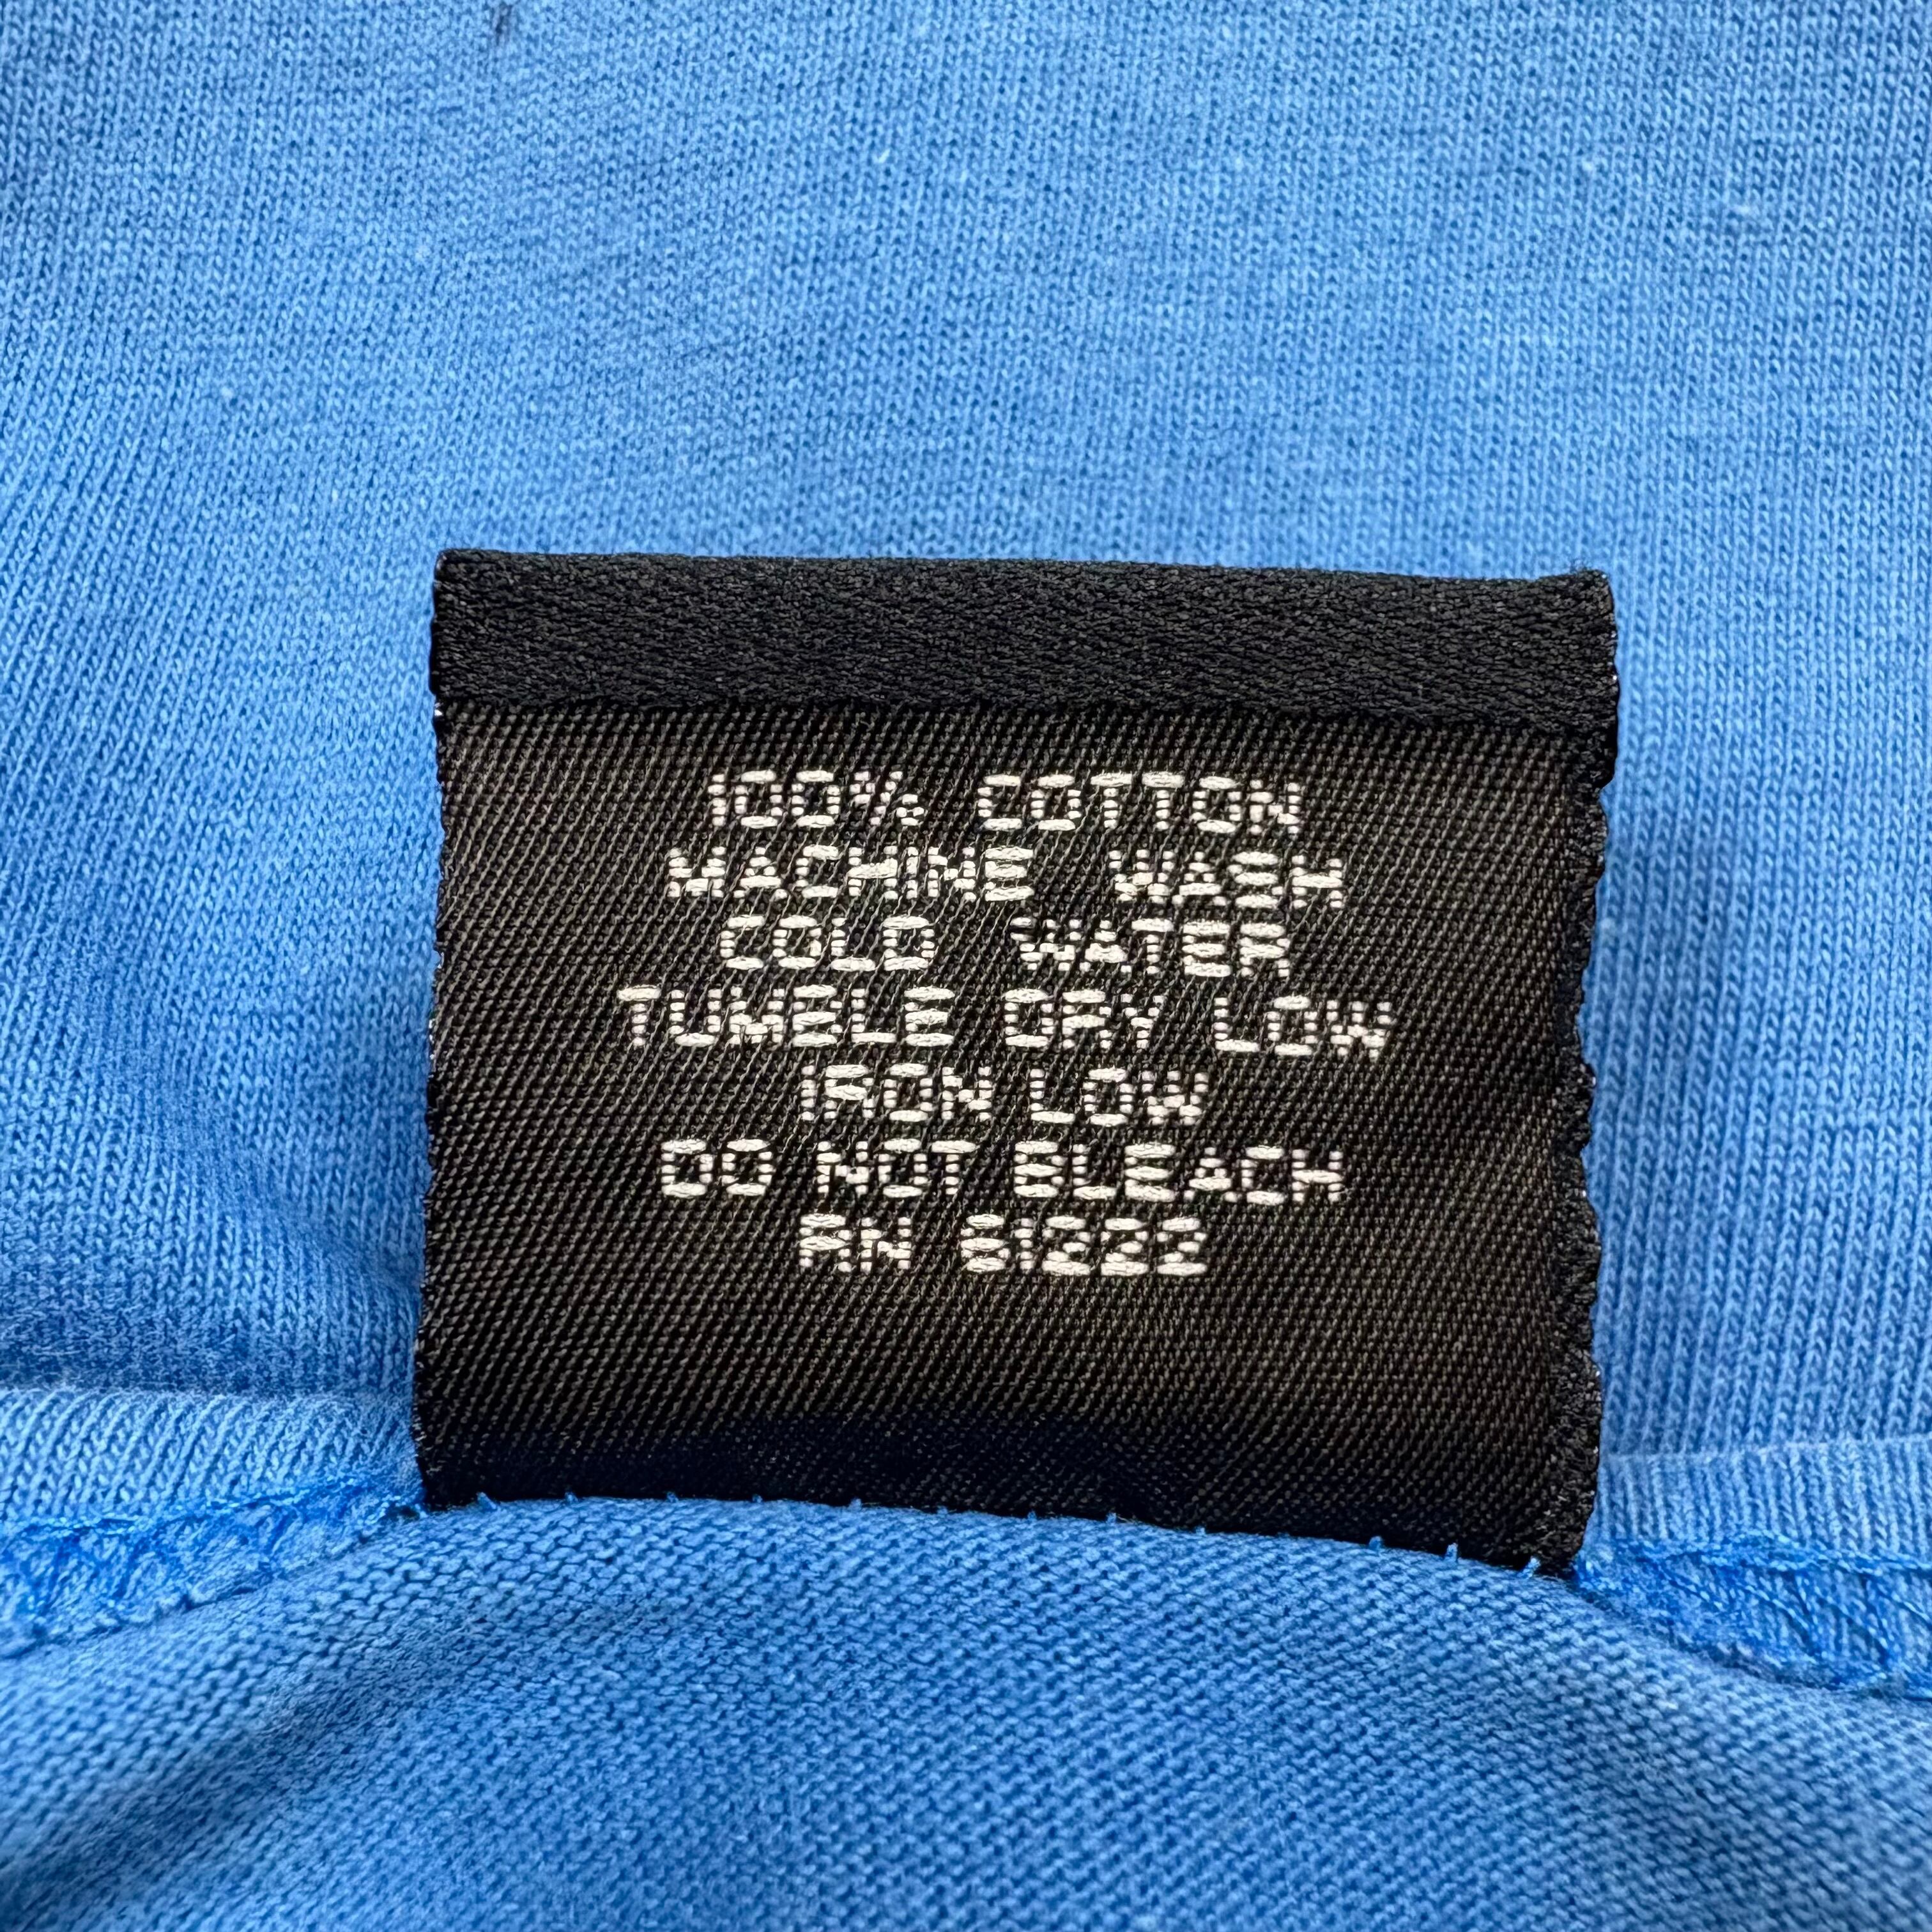 100% COTTON
MACHINE WASH
COLD WATER
TUMBLE DRY LOW
IRON LOW
DO NOT BLEACH
RN 61222